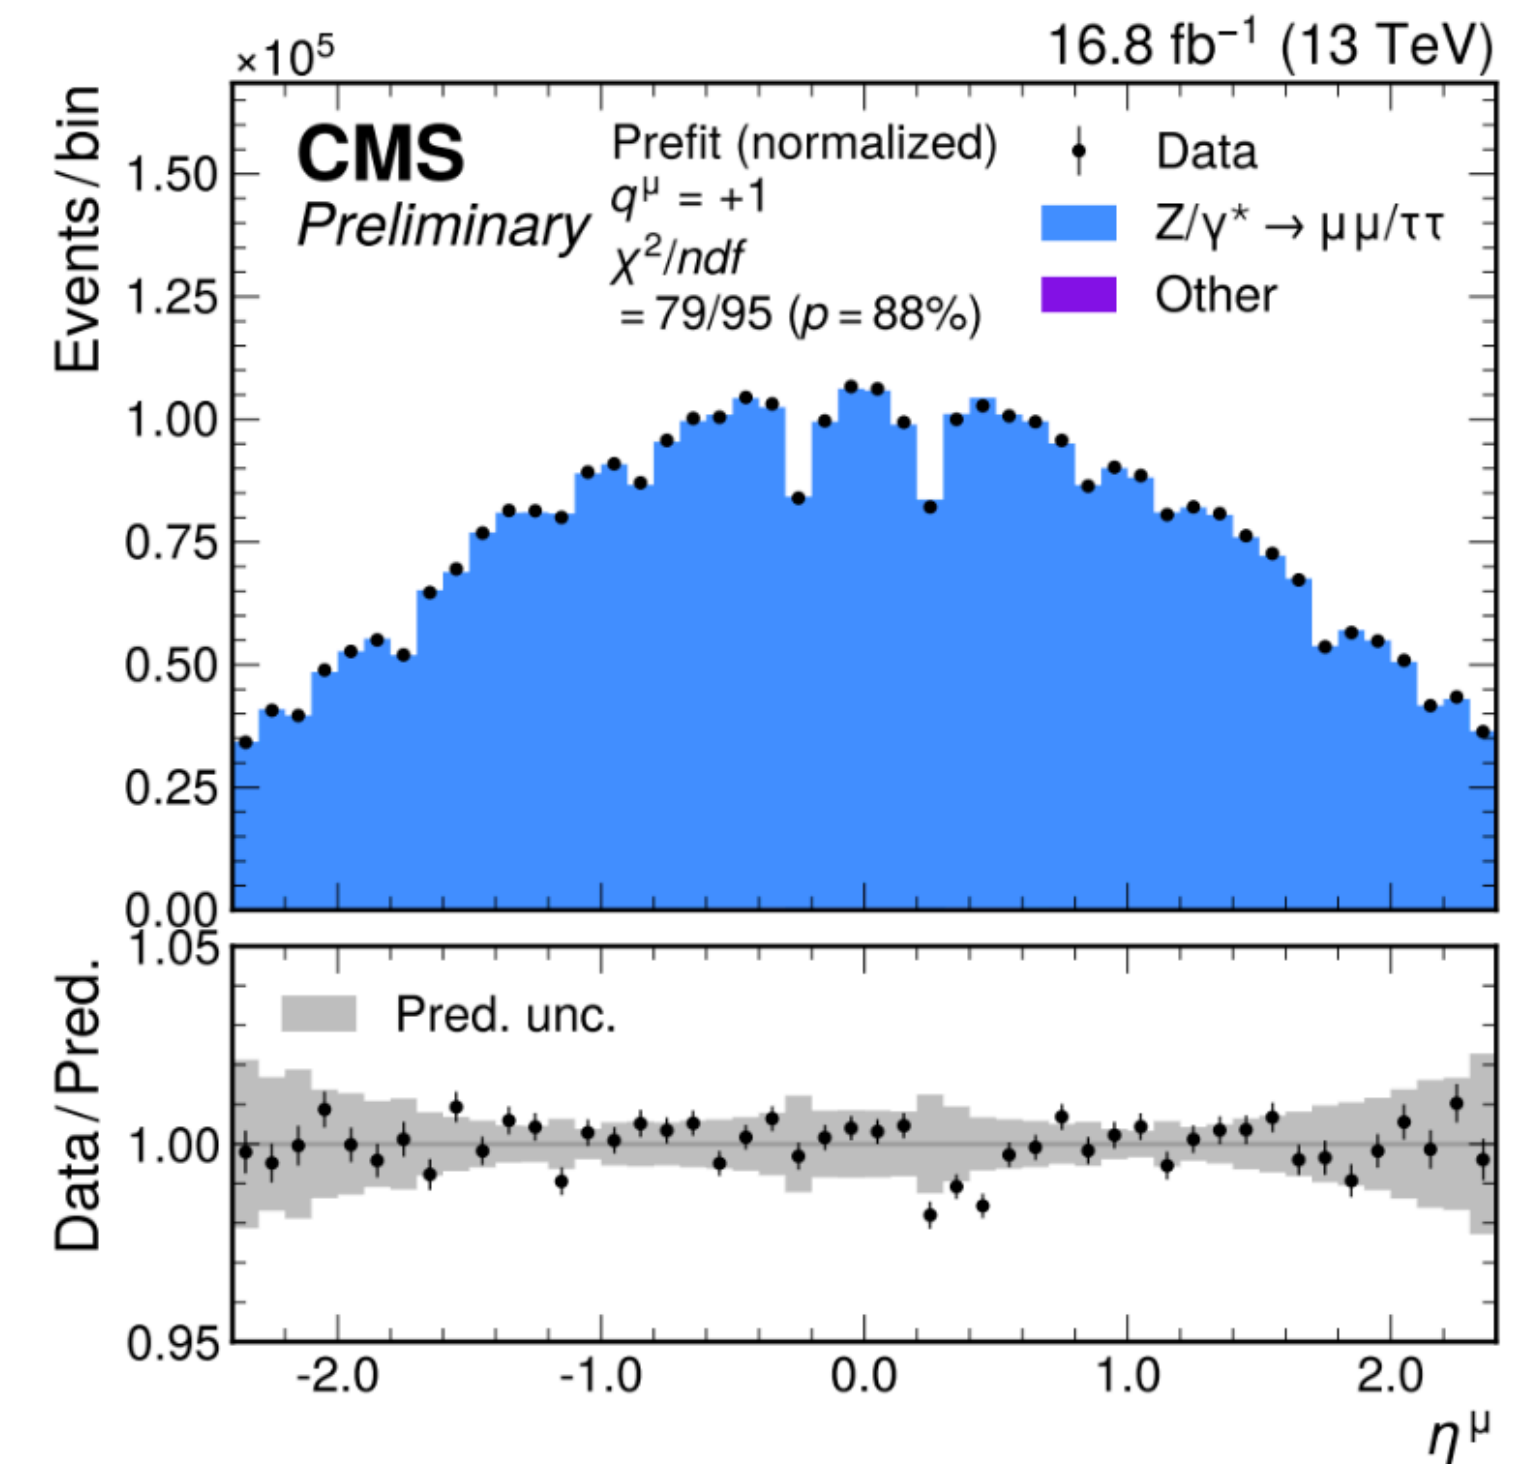 ×10⁵
16.8 fb⁻¹ (13 TeV)
Events/bin
CMS
Preliminary
Prefit (normalized)
qᵘ = +1
χ²/ndf
= 79/95 (p = 88%)
Data
Z/γ* → μμ/ττ
Other
1.50
1.25
1.00
0.75
0.50
0.25
0.00
Data/Pred.
Pred. unc.
1.05
1.00
0.95
-2.0 -1.0 0.0 1.0 2.0
η^μ